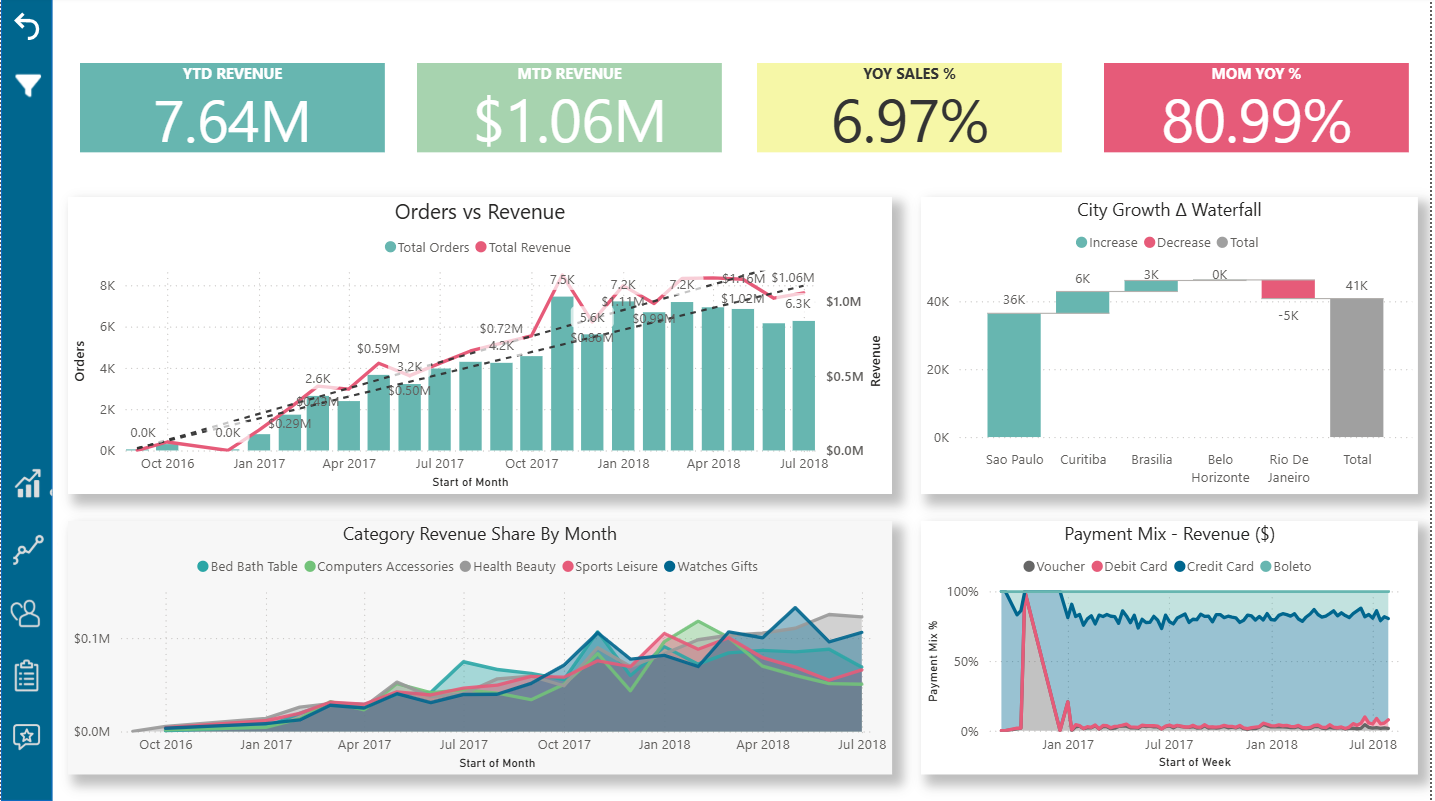 YTD REVENUE
7.64M
MTD REVENUE
$1.06M
YOY SALES %
6.97%
MOM YOY %
80.99%
Orders vs Revenue
Total Orders Total Revenue
Orders
8K
6K
4K
2K
0K
0.0K
0.0K
$0.29M
2.6K
$0.59M
3.2K
$0.50M
$0.72M
4.2K
7.5K
5.6K
$0.86M
7.2K
$1.11M
$0.99M
7.2K
$1.16M
$1.02M
$1.06M
6.3K
$1.0M
$0.5M
$0.0M
Revenue
Oct 2016 Jan 2017 Apr 2017 Jul 2017 Oct 2017 Jan 2018 Apr 2018 Jul 2018
Start of Month
City Growth Δ Waterfall
Increase Decrease Total
40K
20K
0K
36K
6K
3K
0K
-5K
41K
Sao Paulo Curitiba Brasilia Belo Horizonte Rio De Janeiro Total
Category Revenue Share By Month
Bed Bath Table Computers Accessories Health Beauty Sports Leisure Watches Gifts
$0.1M
$0.0M
Oct 2016 Jan 2017 Apr 2017 Jul 2017 Oct 2017 Jan 2018 Apr 2018 Jul 2018
Start of Month
Payment Mix - Revenue ($)
Voucher Debit Card Credit Card Boleto
Payment Mix %
100%
50%
0%
Jan 2017 Jul 2017 Jan 2018 Jul 2018
Start of Week